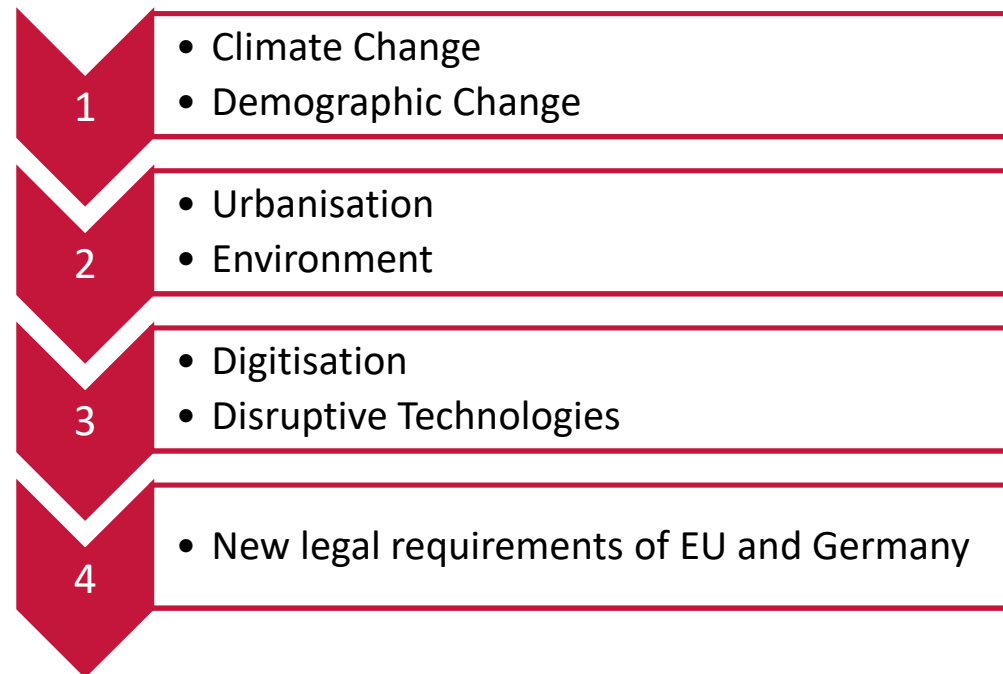 1
• Climate Change
• Demographic Change
2
• Urbanisation
• Environment
3
• Digitisation
• Disruptive Technologies
4
• New legal requirements of EU and Germany